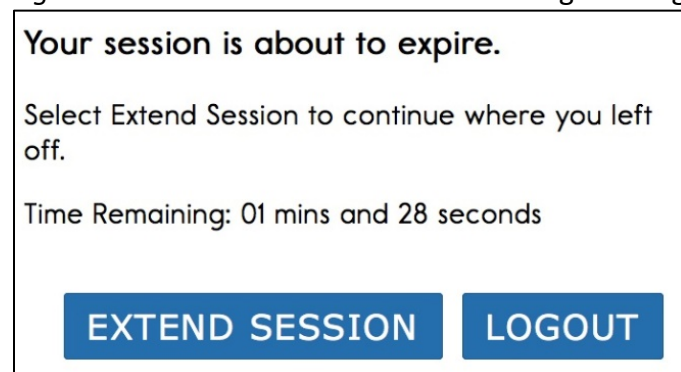 Your session is about to expire.
Select Extend Session to continue where you left
off.
Time Remaining: 01 mins and 28 seconds
EXTEND SESSION LOGOUT